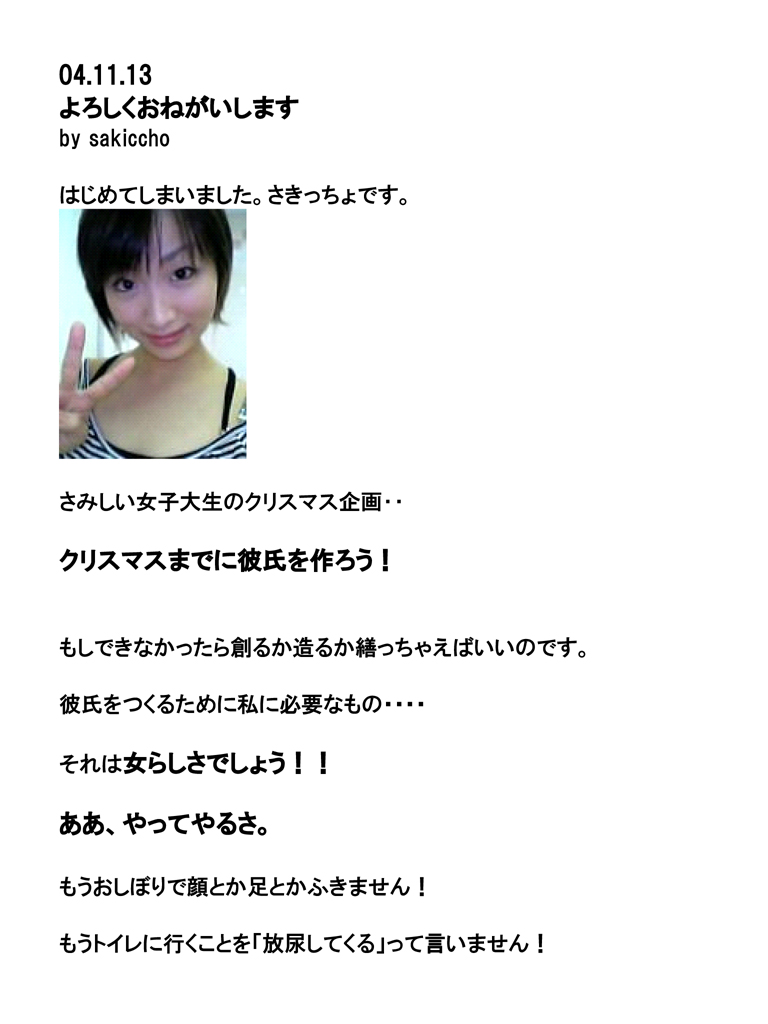 04.11.13
よろしくおねがいします
by sakiccho
はじめてしまいました。さきっちょです。
さみしい女子大生のクリスマス企画‥
クリスマスまでに彼氏を作ろう！
もしできなかったら創るか造るか繕っちゃえばいいのです。
彼氏をつくるために私に必要なもの・・・・
それは女らしさでしょう！！
ああ、やってやるさ。
もうおしぼりで顔とか足とかふきません！
もうトイレに行くことを｢放尿してくる｣って言いません！